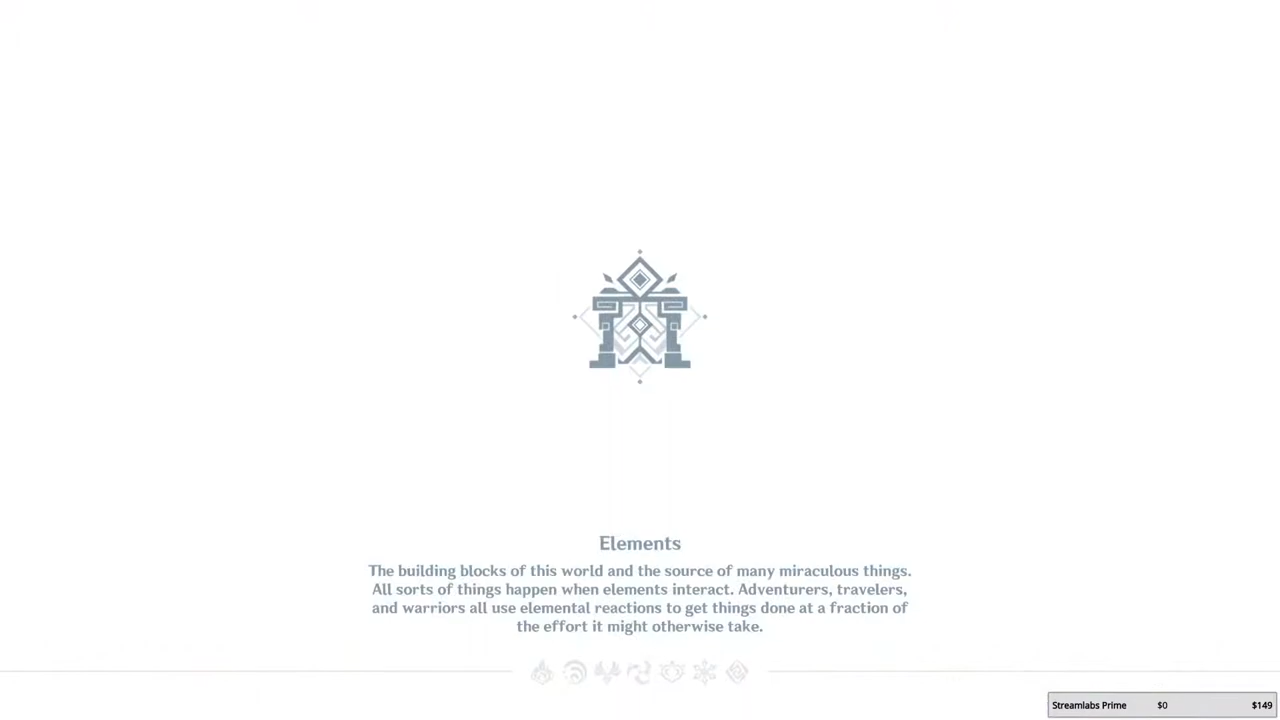 Elements
The building blocks of this world and the source of many miraculous things.
All sorts of things happen when elements interact. Adventurers, travelers,
and warriors all use elemental reactions to get things done at a fraction of
the effort it might otherwise take.
Streamlabs Prime $0 $149